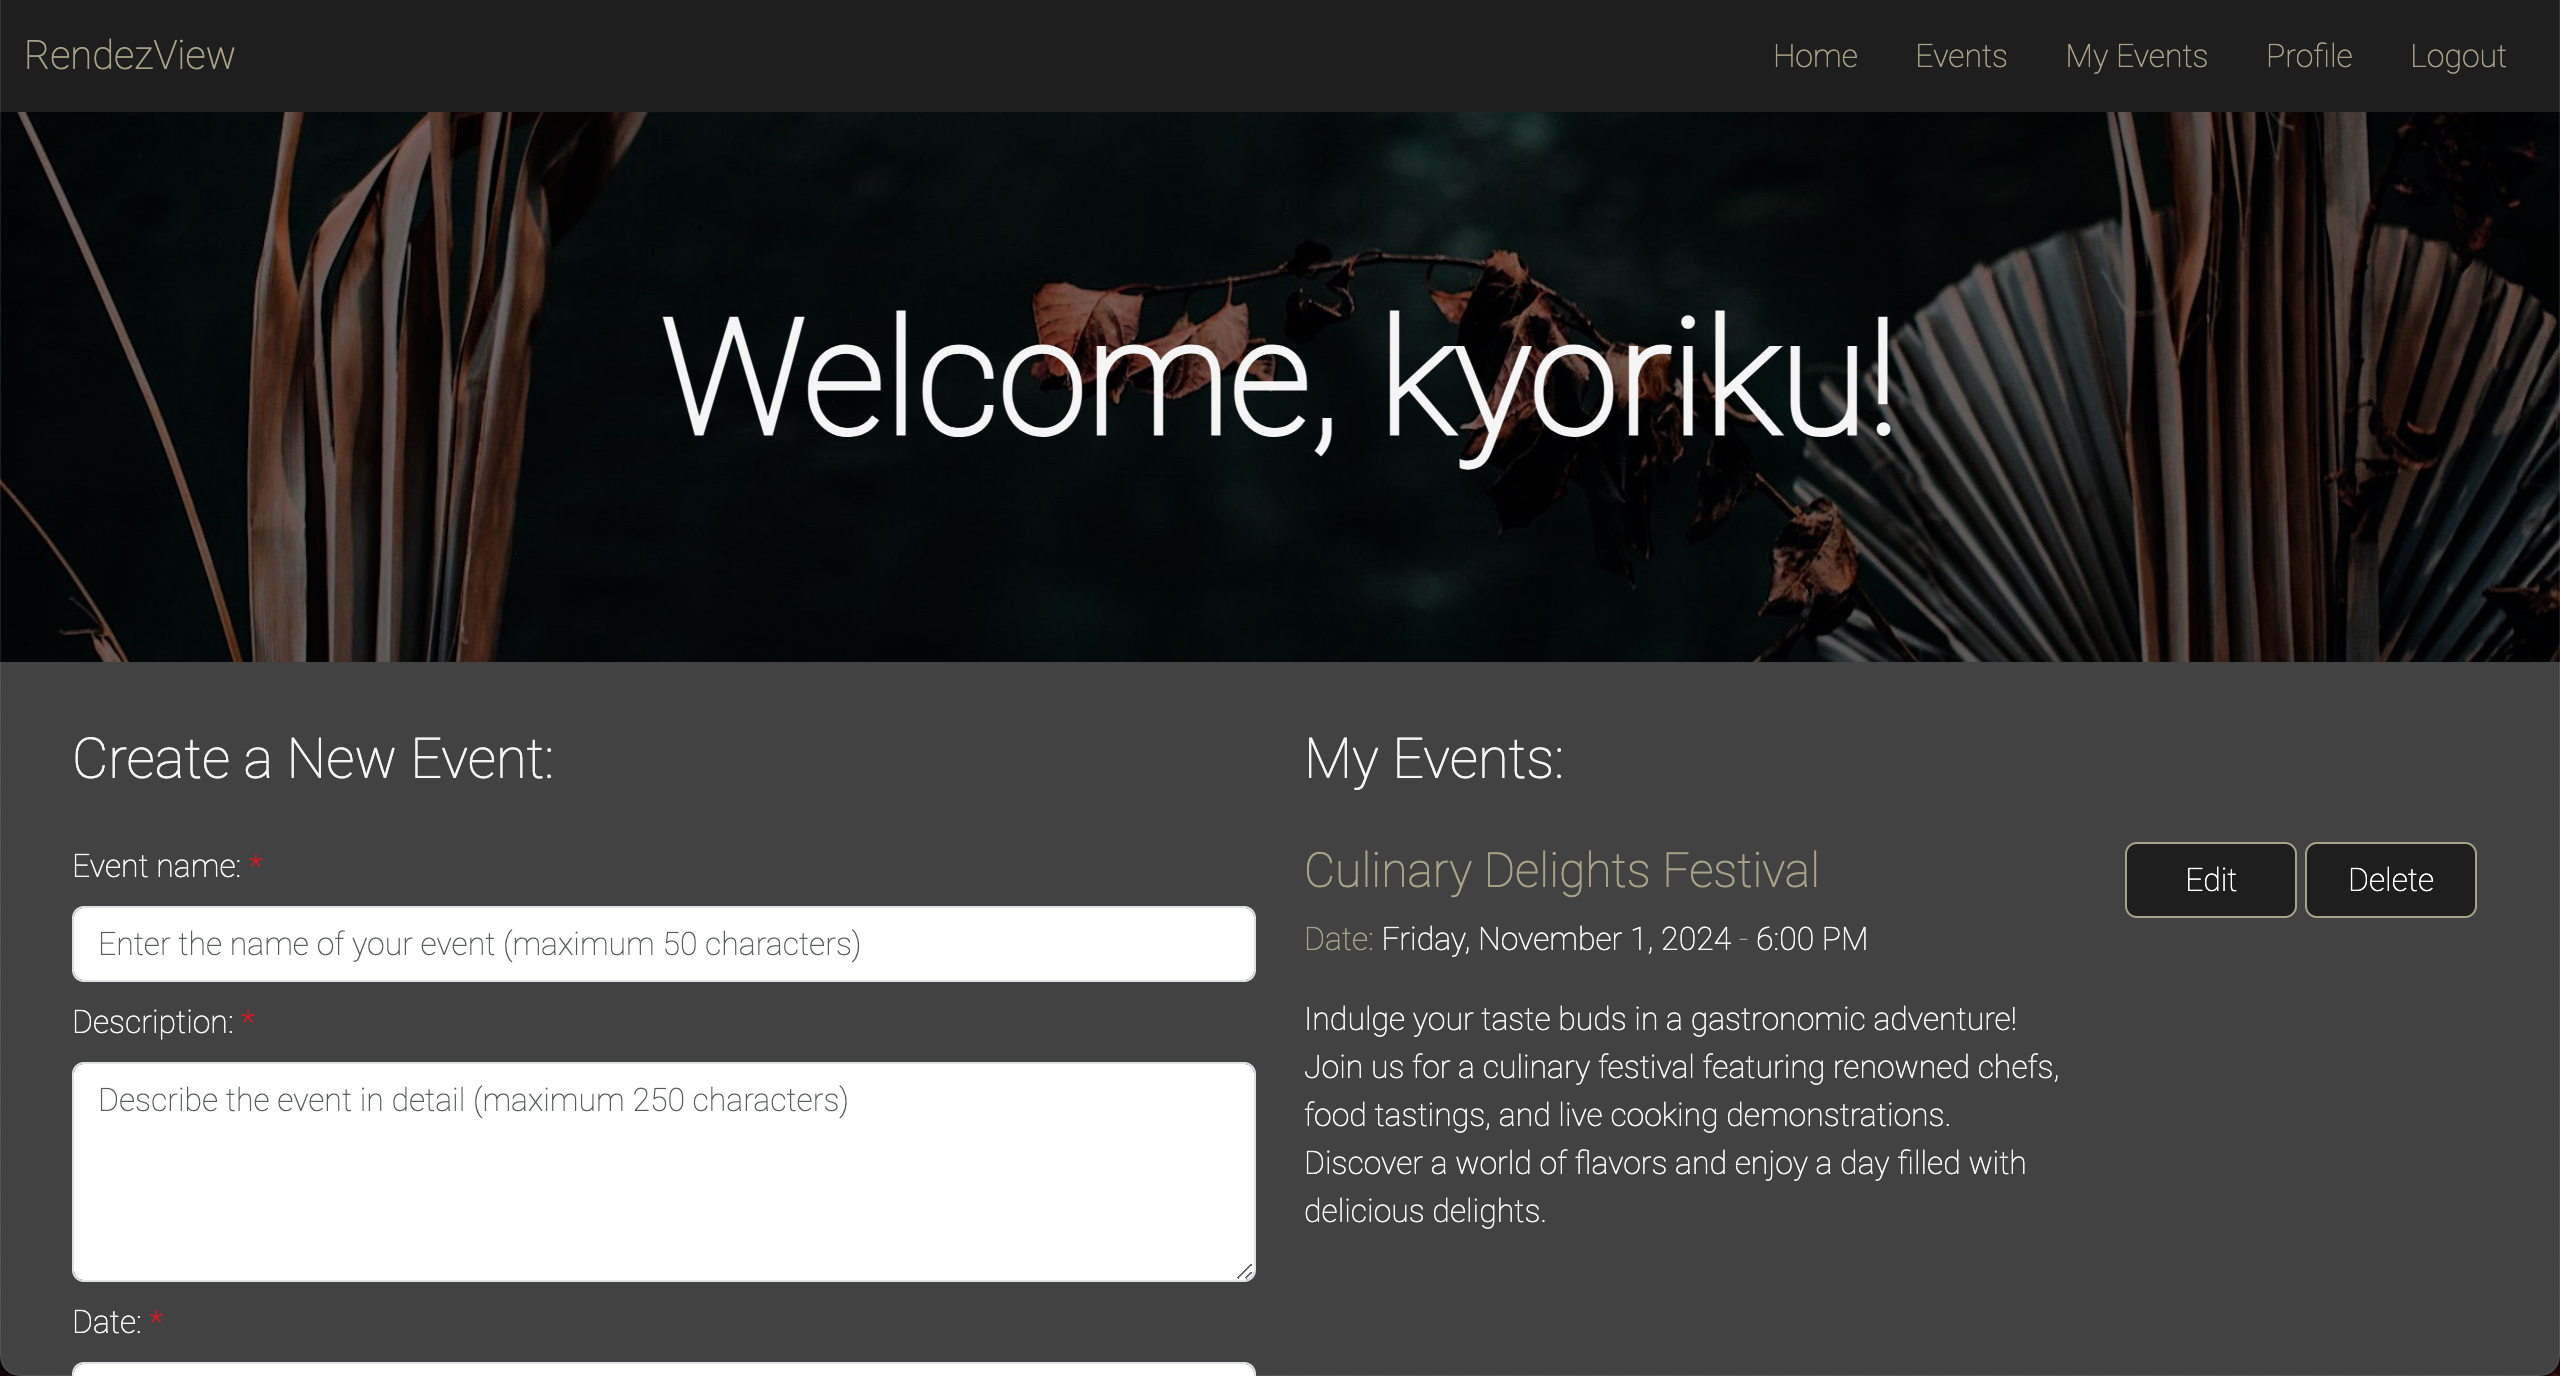 RendezView
Home Events My Events Profile Logout
Welcome, kyoriku!
Create a New Event:
Event name: *
Enter the name of your event (maximum 50 characters)
Description: *
Describe the event in detail (maximum 250 characters)
Date: *
My Events:
Culinary Delights Festival
Edit Delete
Date: Friday, November 1, 2024 - 6:00 PM
Indulge your taste buds in a gastronomic adventure!
Join us for a culinary festival featuring renowned chefs,
food tastings, and live cooking demonstrations.
Discover a world of flavors and enjoy a day filled with
delicious delights.